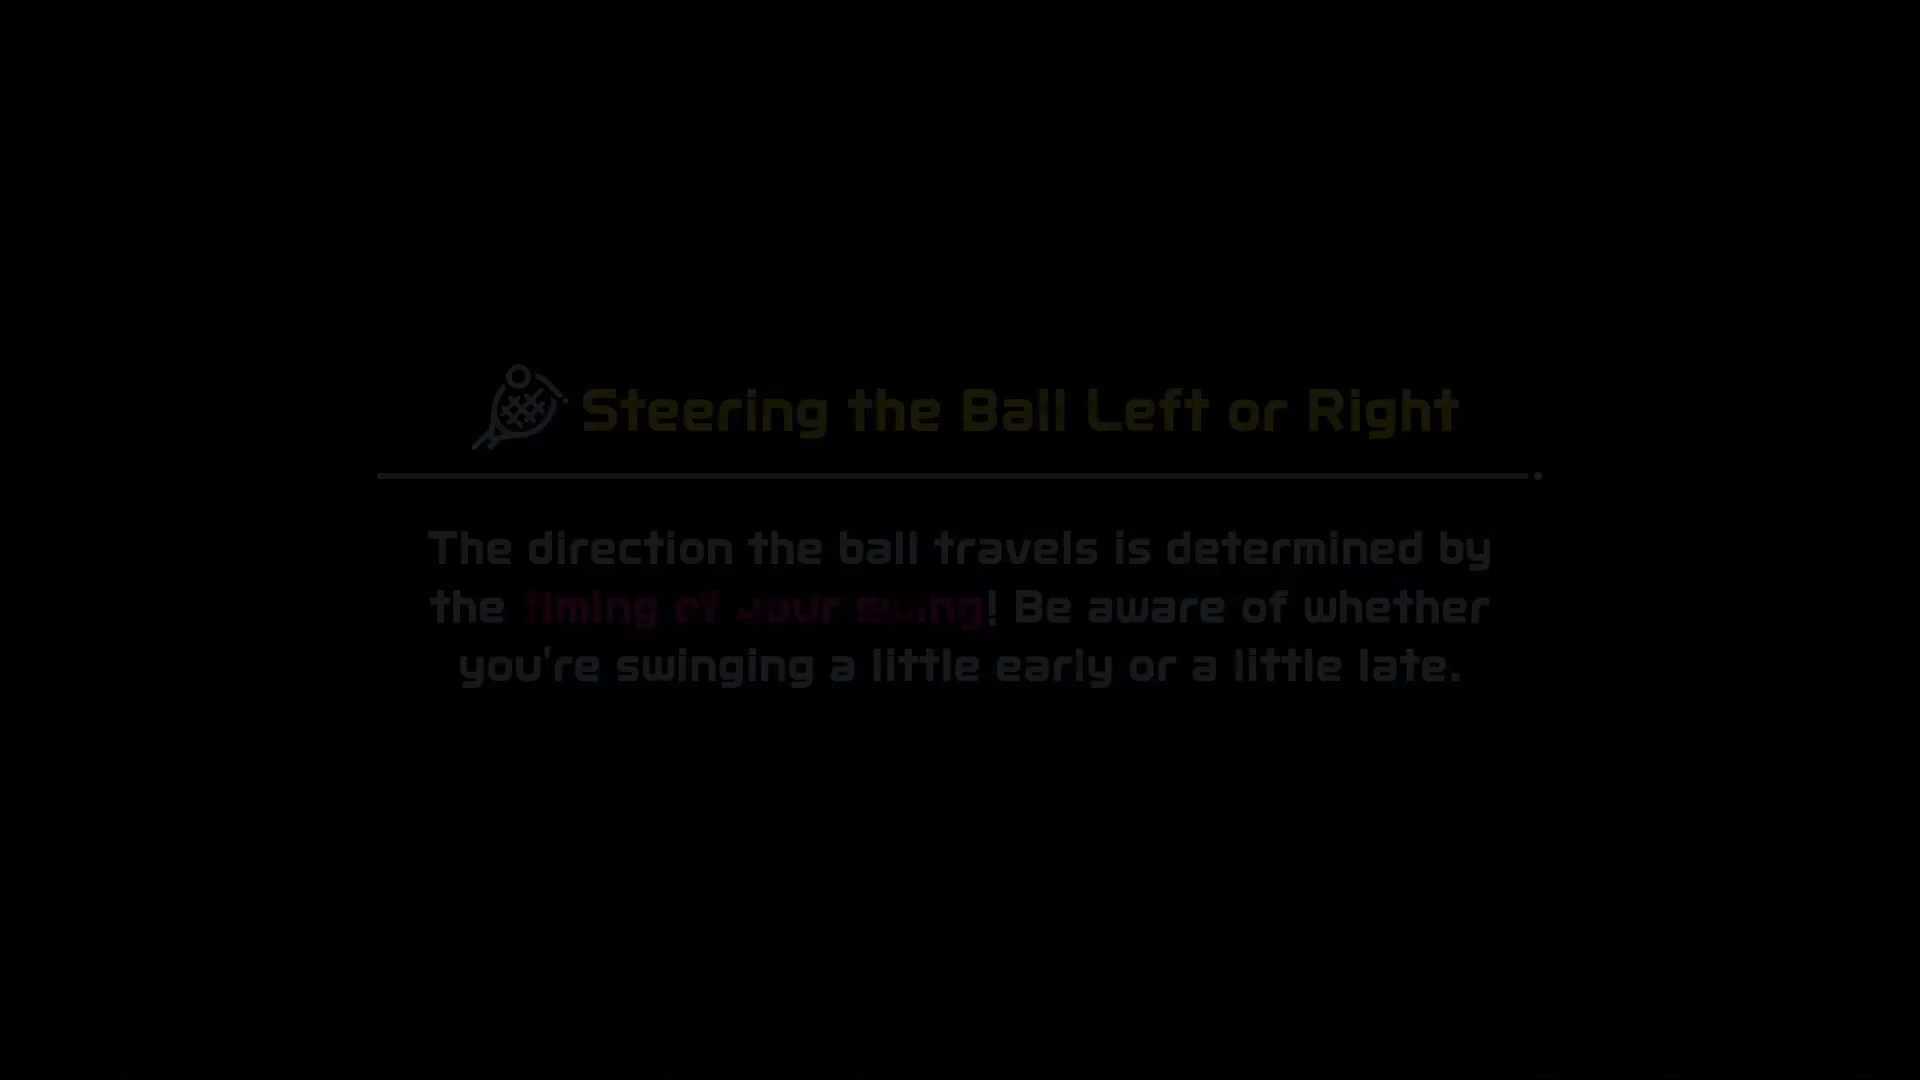 Steering the Ball Left or Right
The direction the ball travels is determined by
the timing of your swing! Be aware of whether
you're swinging a little early or a little late.